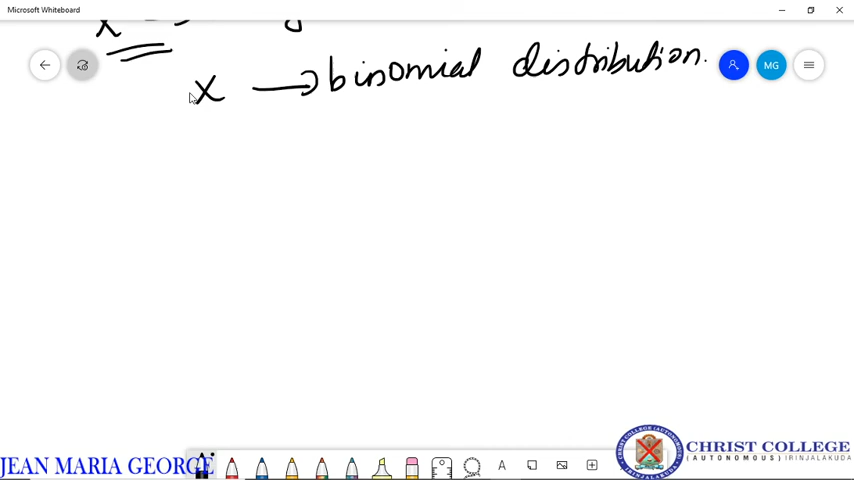 Microsoft Whiteboard
x
x → binomial distribution.
MG
A
JEAN MARIA GEORGE
CHRIST COLLEGE
(AUTONOMOUS) IRINJALAKUDA